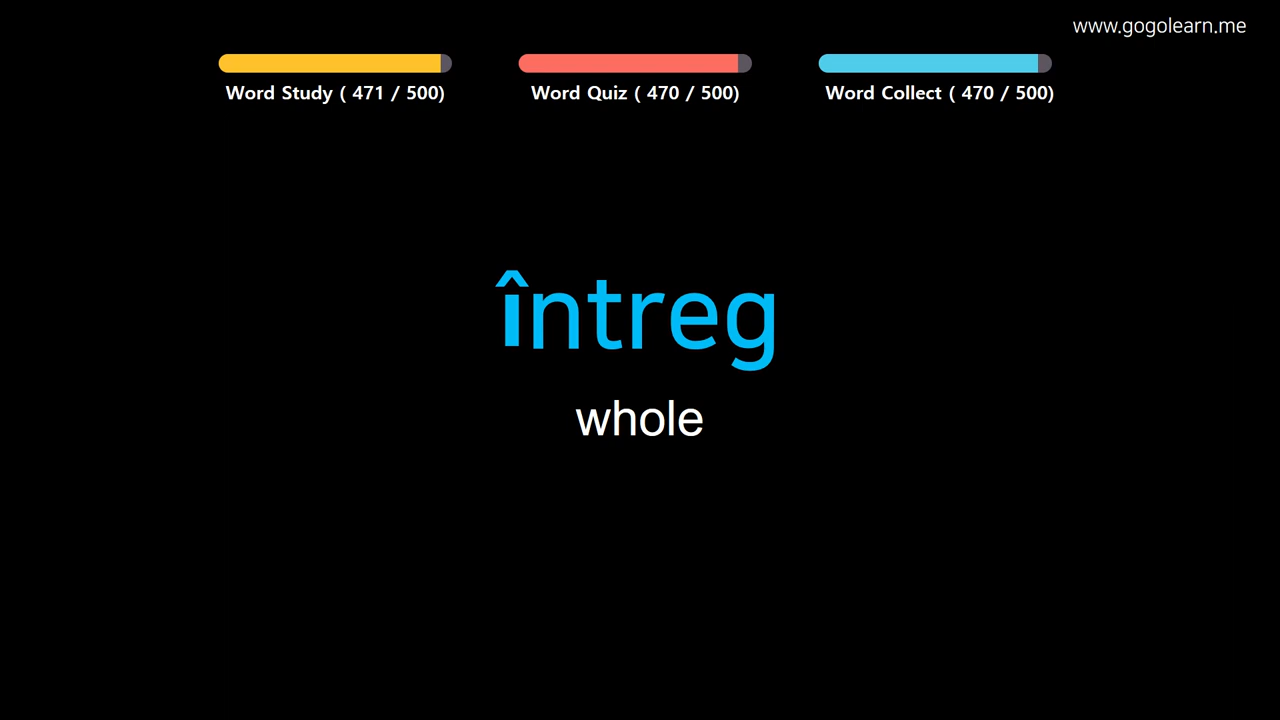 www.gogolearn.me
Word Study ( 471 / 500)
Word Quiz ( 470 / 500)
Word Collect ( 470 / 500)
întreg
whole